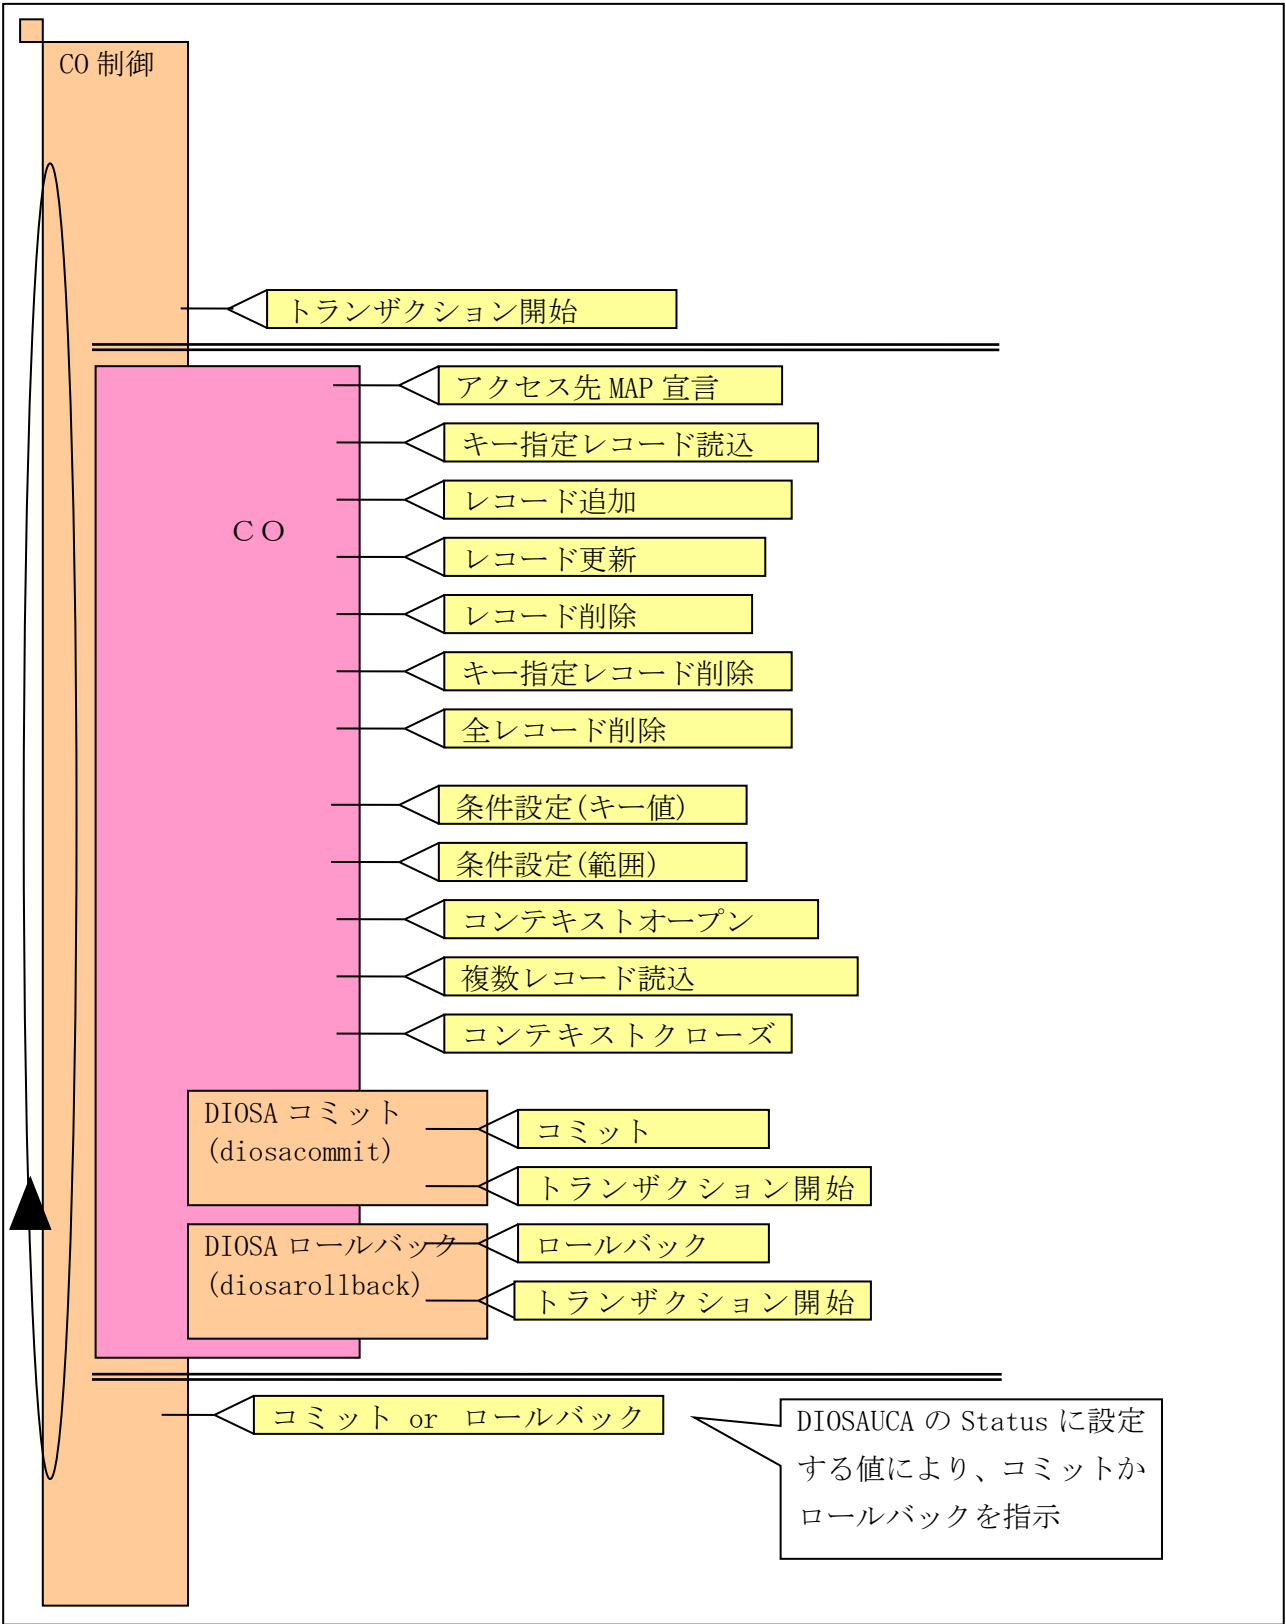 CO 制御
トランザクション開始
アクセス先 MAP 宣言
キー指定レコード読込
レコード追加
CO
レコード更新
レコード削除
キー指定レコード削除
全レコード削除
条件設定(キー値)
条件設定(範囲)
コンテキストオープン
複数レコード読込
コンテキストクローズ
DIOSA コミット
(diosacommit)
コミット
トランザクション開始
DIOSA ロールバック
(diosarollback)
ロールバック
トランザクション開始
コミット or ロールバック
DIOSAUCA の Status に設定
する値により、コミットか
ロールバックを指示